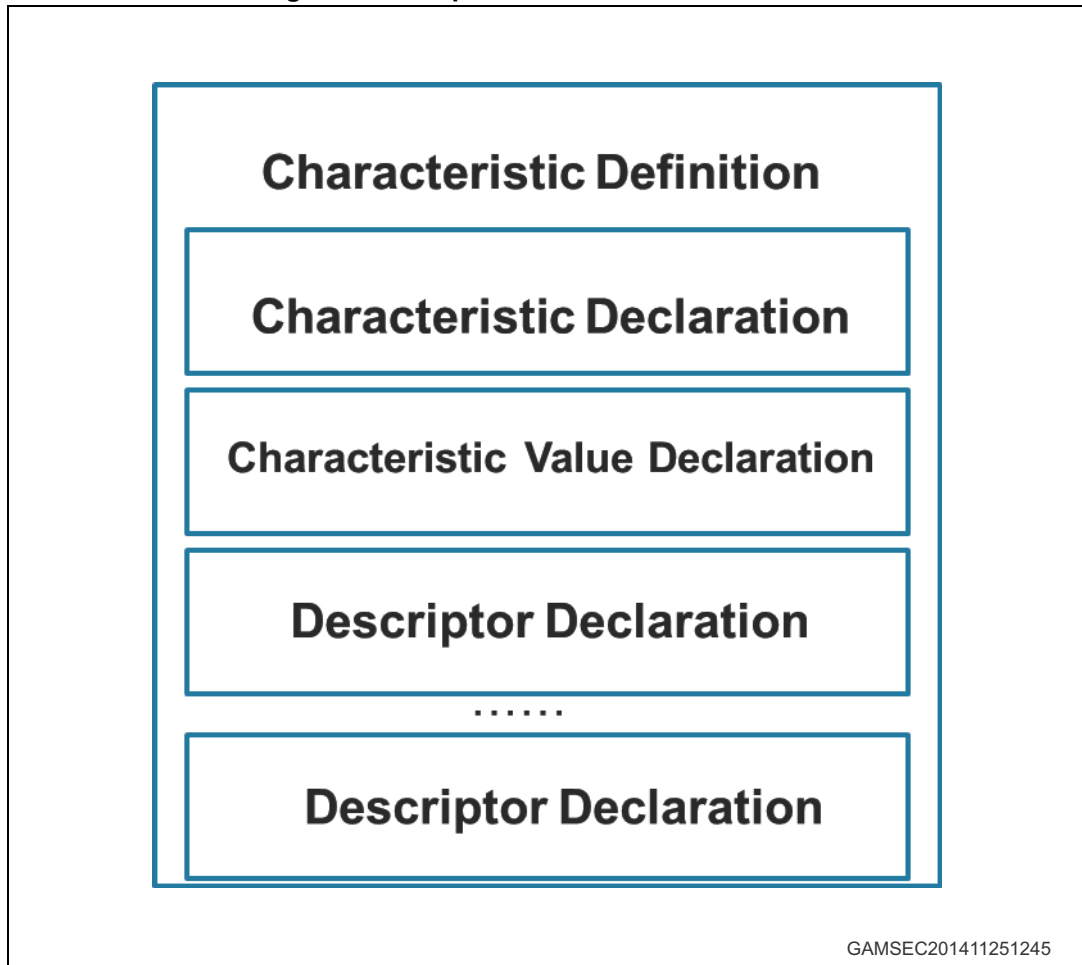 Characteristic Definition
Characteristic Declaration
Characteristic Value Declaration
Descriptor Declaration
......
Descriptor Declaration
GAMSEC201411251245